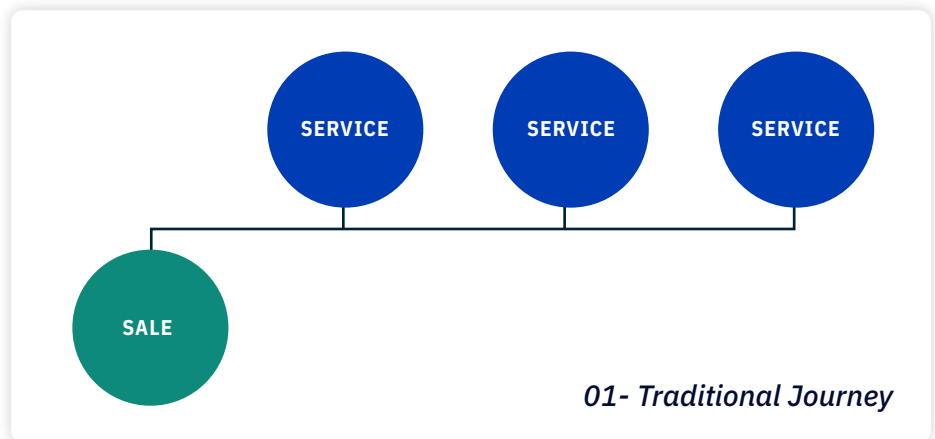 SERVICE
SERVICE
SERVICE
SALE
01- Traditional Journey